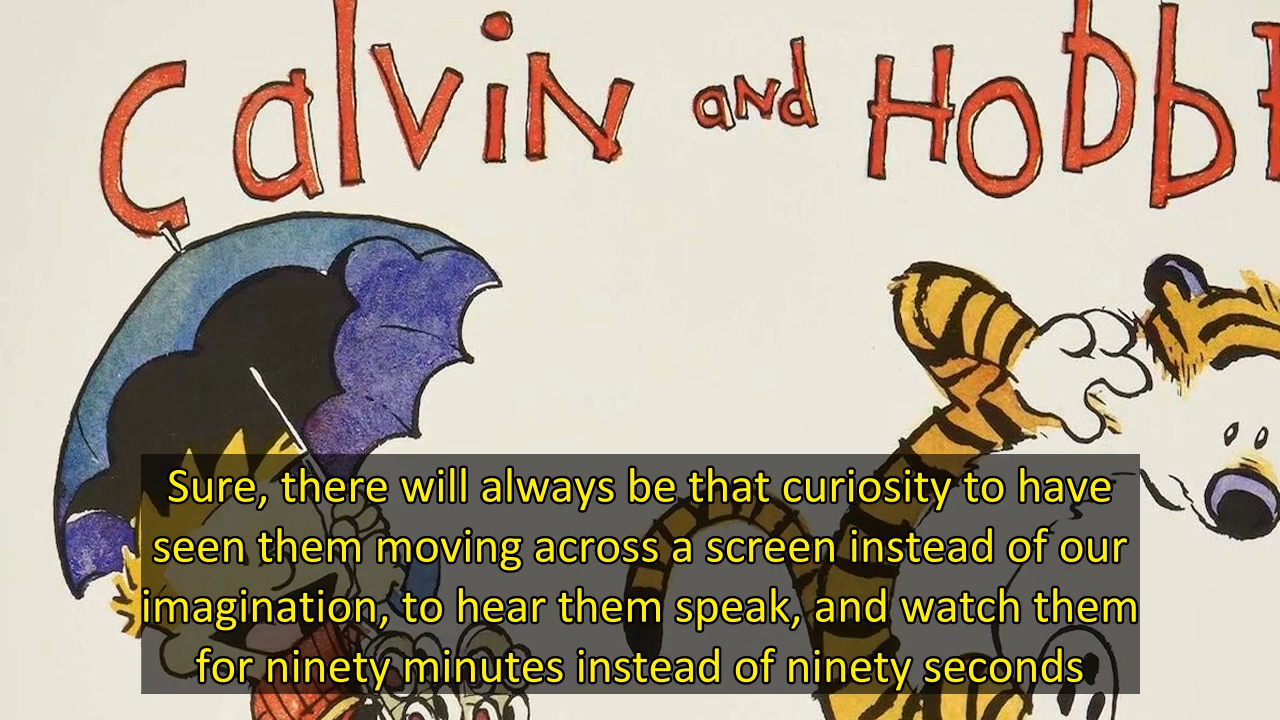 Calvin and HObb
Sure, there will always be that curiosity to have
seen them moving across a screen instead of our
imagination, to hear them speak, and watch them
for ninety minutes instead of ninety seconds